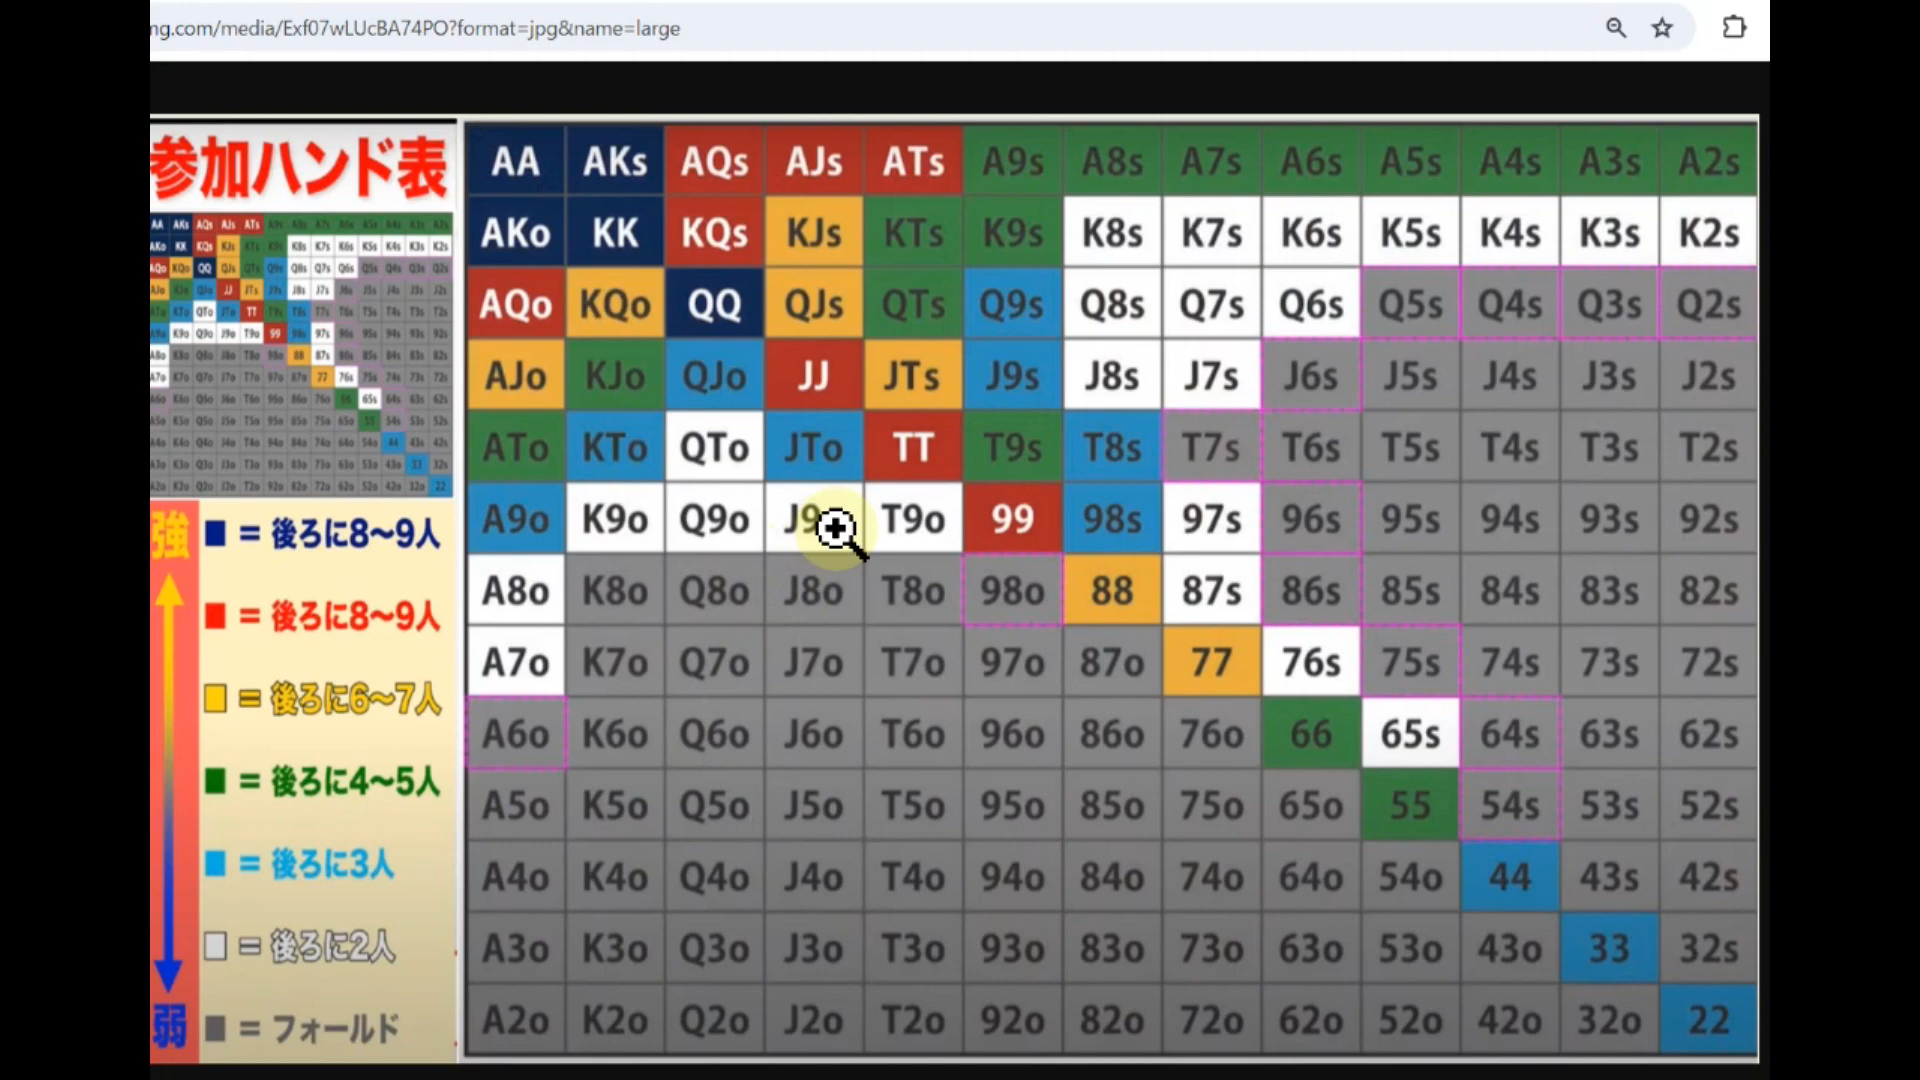 ng.com/media/Exf07wLUcBA74PO?format=jpg&name=large
参加ハンド表
AA AKs AQs AJs ATs A9s A8s A7s A6s A5s A4s A3s A2s
AKo KK KQs KJs KTs K9s K8s K7s K6s K5s K4s K3s K2s
AQo KQo QQ QJs QTs Q9s Q8s Q7s Q6s Q5s Q4s Q3s Q2s
AJo KJo QJo JJ JTs J9s J8s J7s J6s J5s J4s J3s J2s
ATo KTo QTo JTo TT T9s T8s T7s T6s T5s T4s T3s T2s
A9o K9o Q9o J9 T9o 99 98s 97s 96s 95s 94s 93s 92s
A8o K8o Q8o J8o T8o 98o 88 87s 86s 85s 84s 83s 82s
A7o K7o Q7o J7o T7o 97o 87o 77 76s 75s 74s 73s 72s
A6o K6o Q6o J6o T6o 96o 86o 76o 66 65s 64s 63s 62s
A5o K5o Q5o J5o T5o 95o 85o 75o 65o 55 54s 53s 52s
A4o K4o Q4o J4o T4o 94o 84o 74o 64o 54o 44 43s 42s
A3o K3o Q3o J3o T3o 93o 83o 73o 63o 53o 43o 33 32s
A2o K2o Q2o J2o T2o 92o 82o 72o 62o 52o 42o 32o 22
強
= 後ろに8〜9人
= 後ろに8〜9人
= 後ろに6〜7人
= 後ろに4〜5人
= 後ろに3人
= 後ろに2人
弱
= フォールド